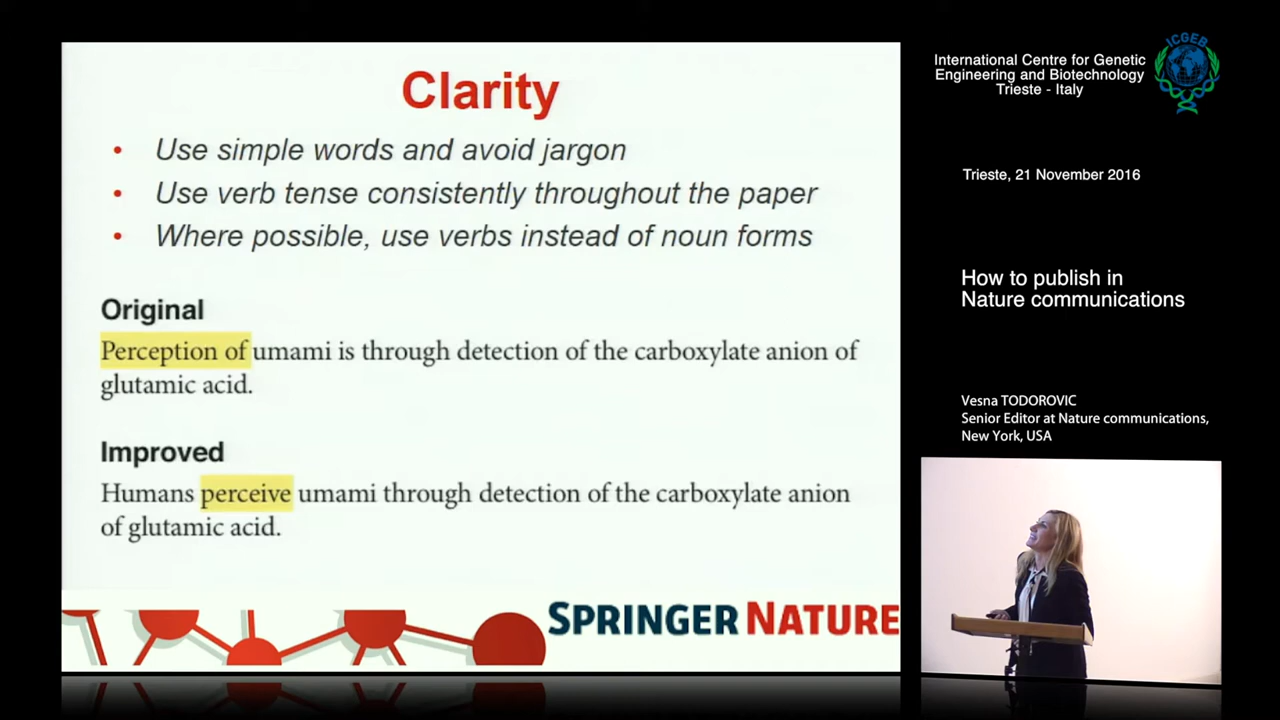 Clarity
• Use simple words and avoid jargon
• Use verb tense consistently throughout the paper
• Where possible, use verbs instead of noun forms
Original
Perception of umami is through detection of the carboxylate anion of
glutamic acid.
Improved
Humans perceive umami through detection of the carboxylate anion
of glutamic acid.
SPRINGER NATURE
ICGEB
International Centre for Genetic
Engineering and Biotechnology
Trieste - Italy
Trieste, 21 November 2016
How to publish in
Nature communications
Vesna TODOROVIC
Senior Editor at Nature communications,
New York, USA